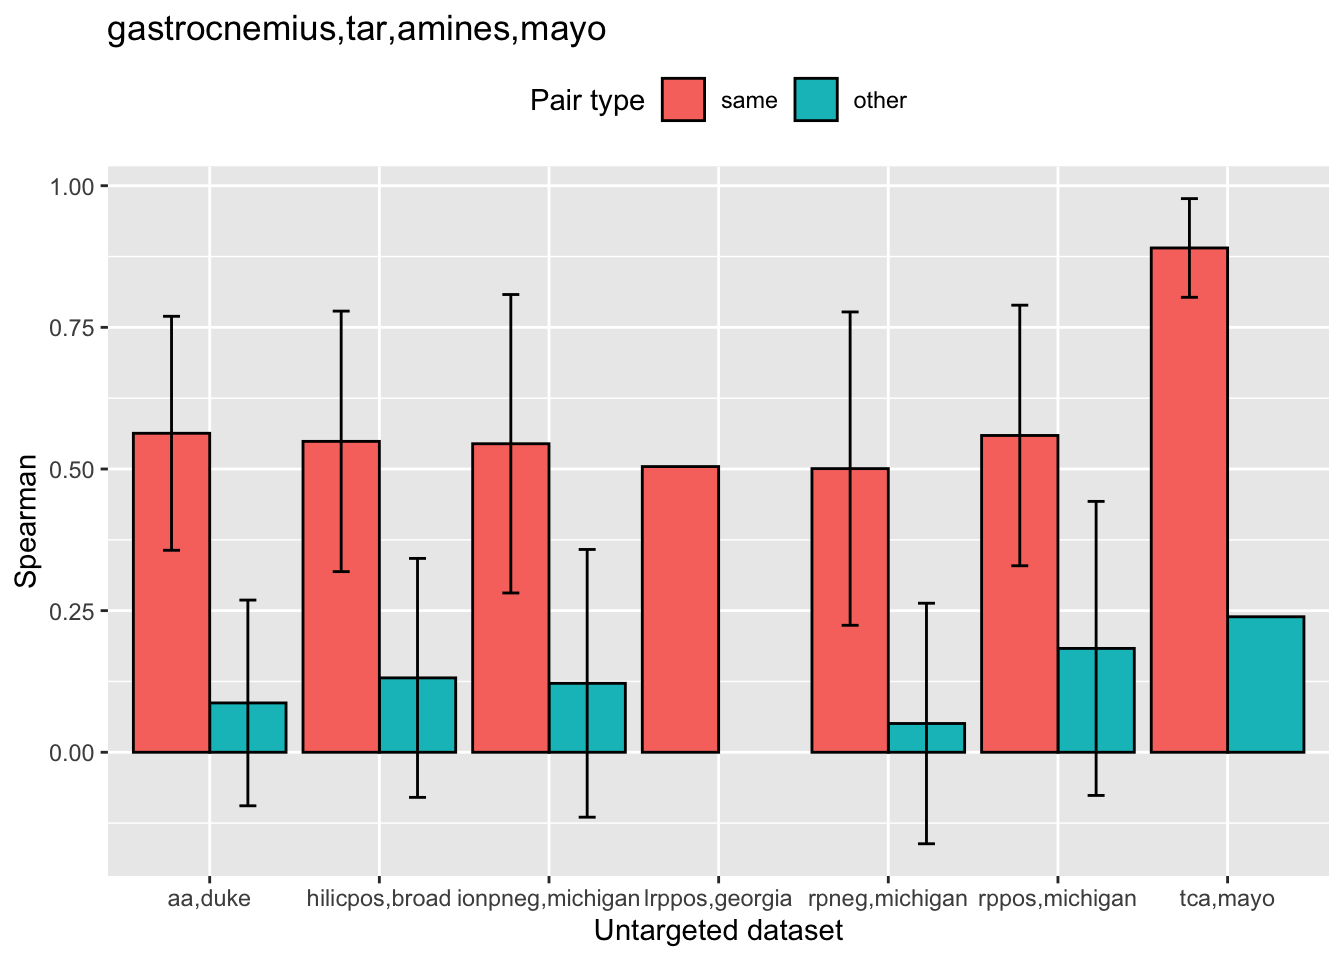 gastrocnemius,tar,amines,mayo
Pair type same other
1.00
0.75
0.50
0.25
0.00
Spearman
aa,duke hilicpos,broad ionpneg,michigan lrppos,georgia rpneg,michigan rppos,michigan tca,mayo
Untargeted dataset